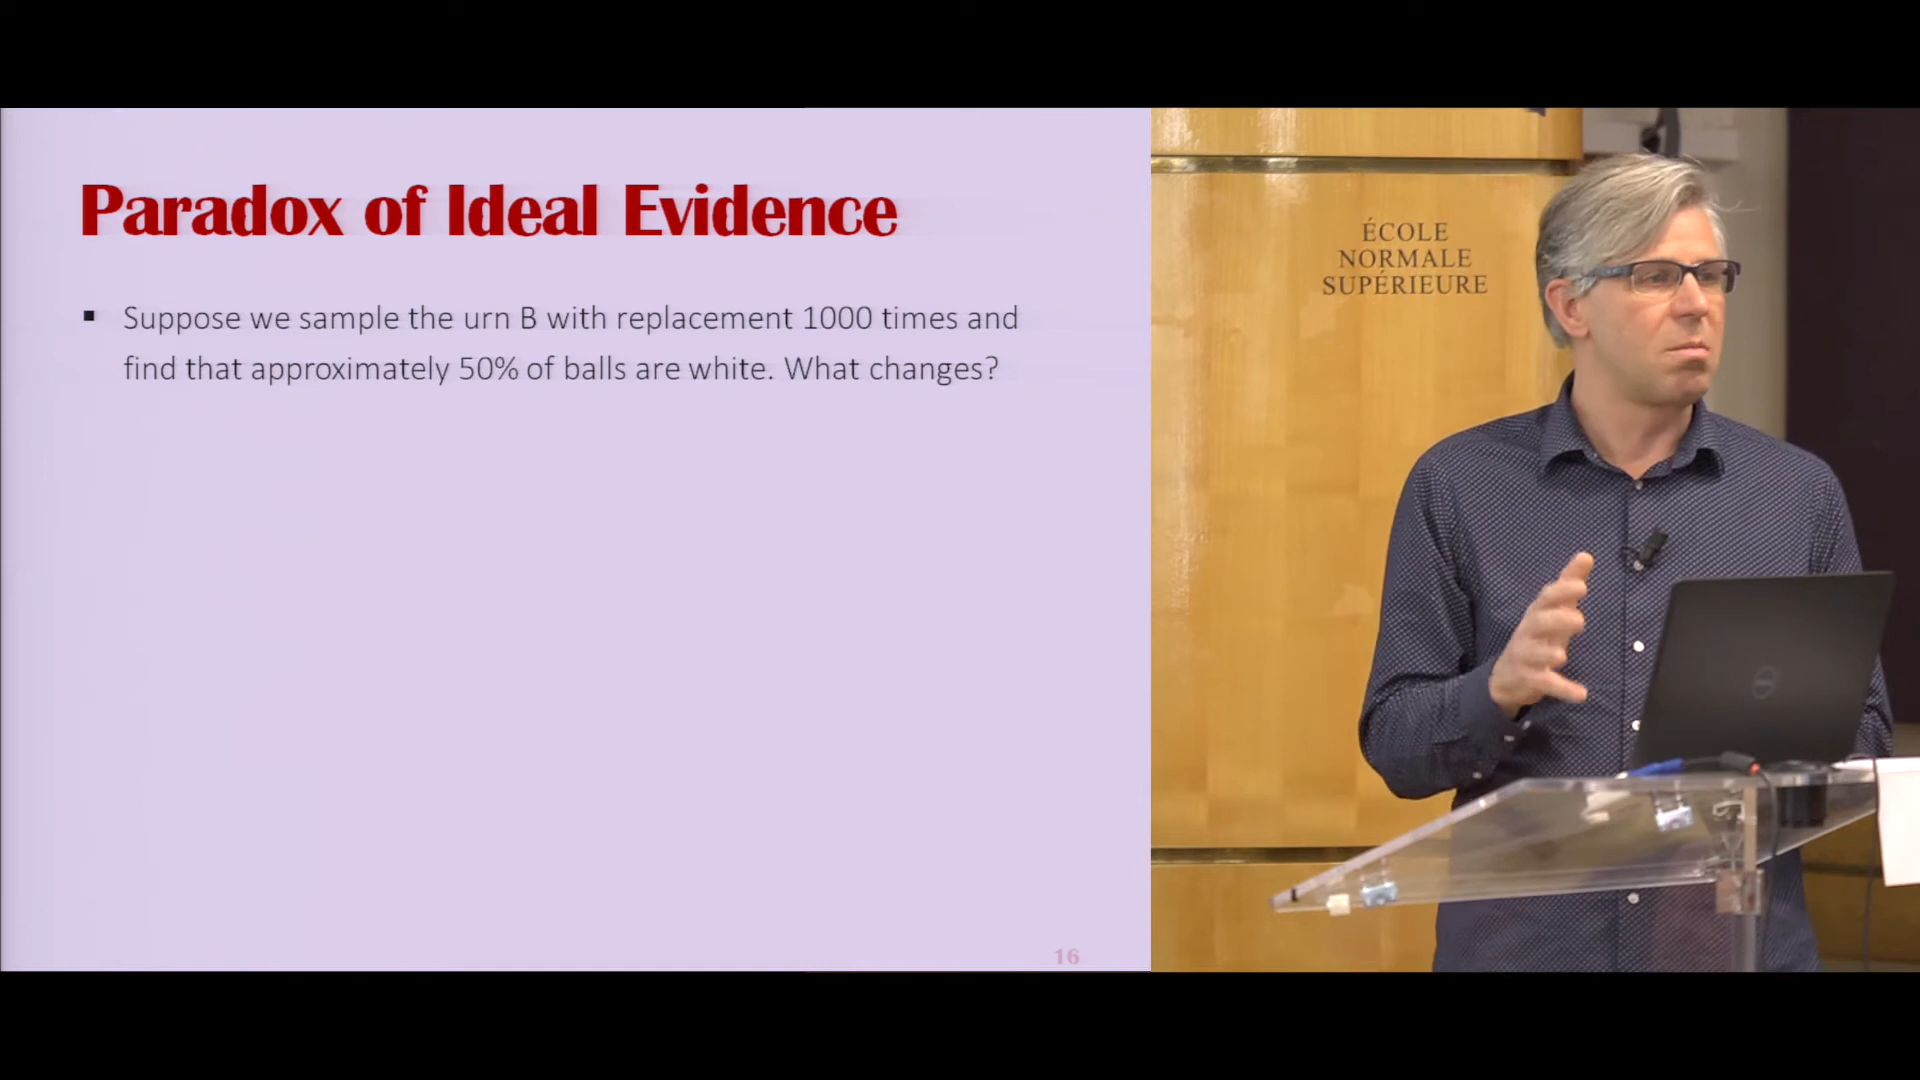 Paradox of Ideal Evidence
▪ Suppose we sample the urn B with replacement 1000 times and
find that approximately 50% of balls are white. What changes?
16
ÉCOLE
NORMALE
SUPÉRIEURE